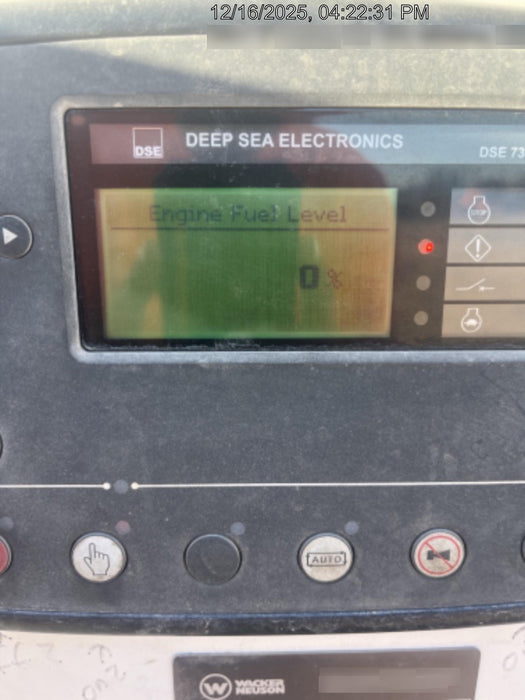 12/16/2025, 04:22:31 PM
DSE
DEEP SEA ELECTRONICS
DSE 73
Engine Fuel Level
0 %
STOP
AUTO
WACKER
NEUSON